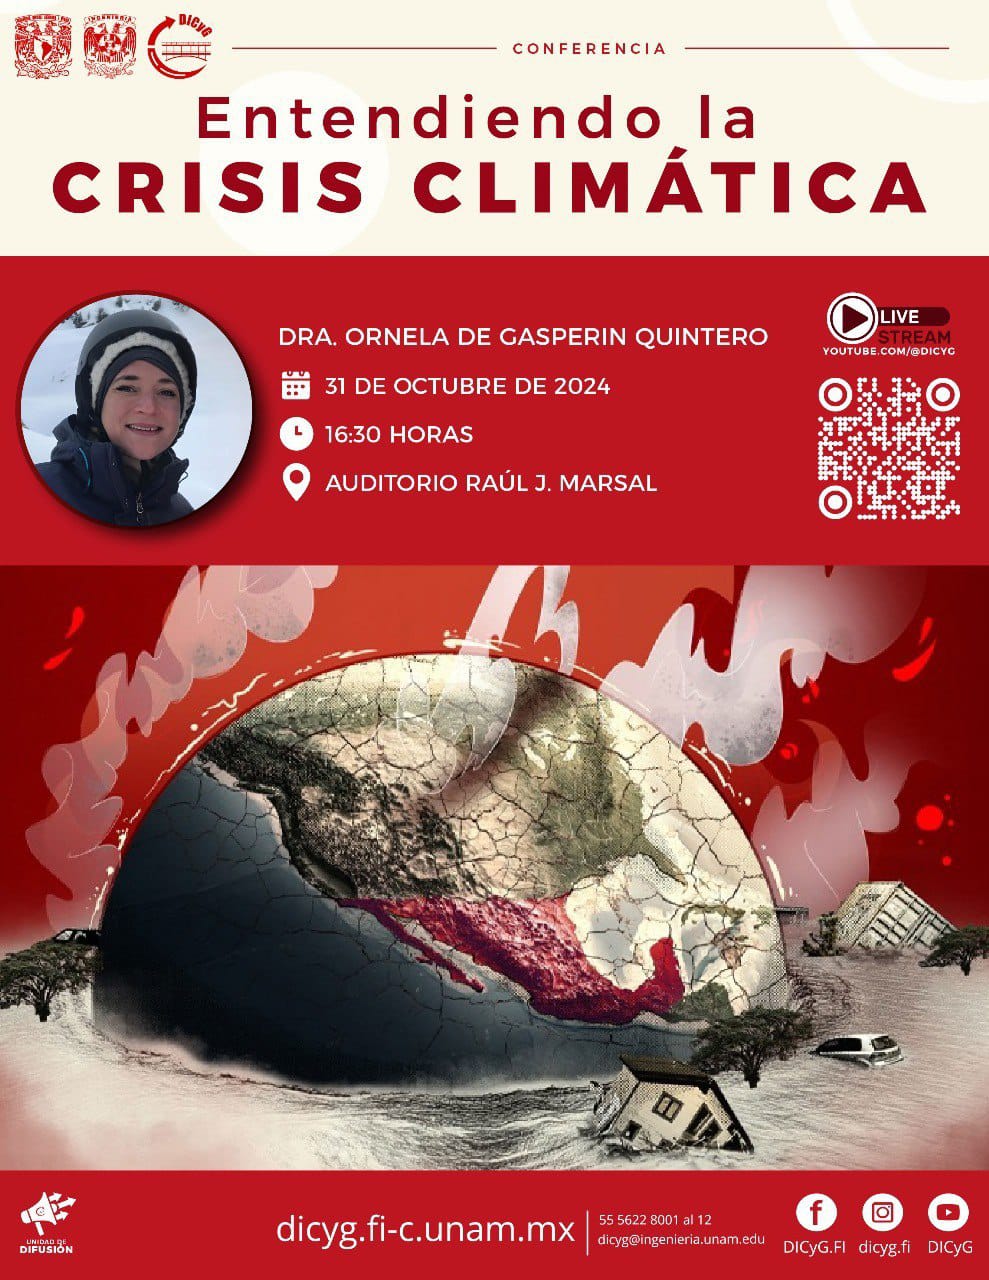 INGENIERIA
DICyG
CONFERENCIA
Entendiendo la
CRISIS CLIMÁTICA
DRA. ORNELA DE GASPERIN QUINTERO
31 DE OCTUBRE DE 2024
16:30 HORAS
AUDITORIO RAÚL J. MARSAL
LIVE
STREAM
YOUTUBE.COM/@DICYG
UNIDAD DE
DIFUSIÓN
dicyg.fi-c.unam.mx
55 5622 8001 al 12
dicyg@ingenieria.unam.edu
DICyG.FI
dicyg.fi
DICyG